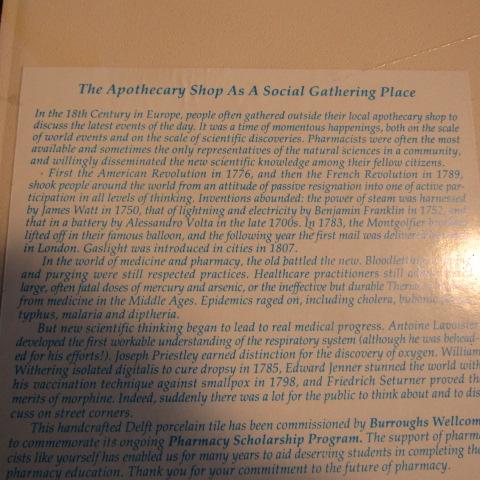 The Apothecary Shop As A Social Gathering Place
In the 18th Century in Europe, people often gathered outside their local apothecary shop to
discuss the latest events of the day. It was a time of momentous happenings, both on the scale
of world events and on the scale of scientific discoveries. Pharmacists were often the most
available and sometimes the only representatives of the natural sciences in a community,
and willingly disseminated the new scientific knowledge among their fellow citizens.
First the American Revolution in 1776, and then the French Revolution in 1789,
shook people around the world from an attitude of passive resignation into one of active par-
ticipation in all levels of thinking. Inventions abounded: the power of steam was harnessed
by James Watt in 1750, that of lightning and electricity by Benjamin Franklin in 1752, and
that in a battery by Alessandro Volta in the late 1700s. In 1783, the Montgolfier
lifted off in their famous balloon, and the following year the first mail was
in London. Gaslight was introduced in cities in 1807.
In the world of medicine and pharmacy, the old battled the new.
and purging were still respected practices. Healthcare practitioners still
large, often fatal doses of mercury and arsenic, or the ineffective but durable
from medicine in the Middle Ages. Epidemics raged on, including cholera, bubonic
typhus, malaria and diptheria.
But new scientific thinking began to lead to real medical progress. Antoine Lavoisier
developed the first workable understanding of the respiratory system (although he was behead-
ed for his efforts!). Joseph Priestley earned distinction for the discovery of oxygen, William
Withering isolated digitalis to cure dropsy in 1785, Edward Jenner stunned the world with
his vaccination technique against smallpox in 1798, and Friedrich Seturner proved the
merits of morphine. Indeed, suddenly there was a lot for the public to think about and to dis-
cuss on street corners.
This handcrafted Delft porcelain tile has been commissioned by Burroughs Wellcom
to commemorate its ongoing Pharmacy Scholarship Program. The support of pharma
cists like yourself has enabled us for many years to aid deserving students in completing the
pharmacy education. Thank you for your commitment to the future of pharmacy.